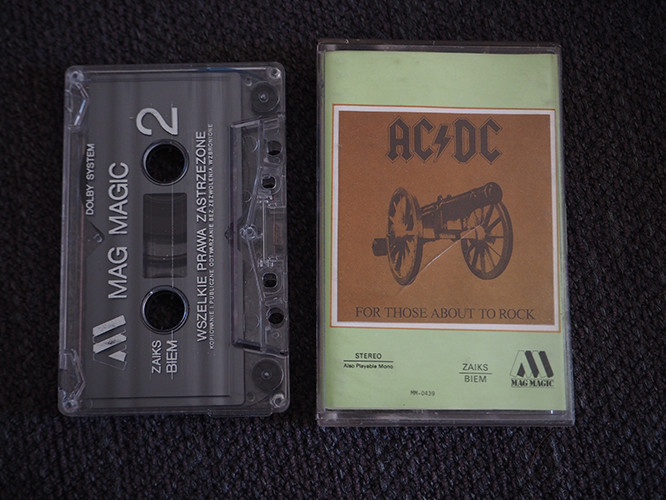 2
DOLBY SYSTEM
MAG MAGIC
WSZELKIE PRAWA ZASTRZEŻONE
KOPIOWANIE I PUBLICZNE ODTWARZANIE BEZ ZEZWOLENIA WZBRONIONE
ZAIKS
BIEM
AC DC
FOR THOSE ABOUT TO ROCK
STEREO
Also Playable Mono
MM-0439
ZAIKS
BIEM
MAG MAGIC